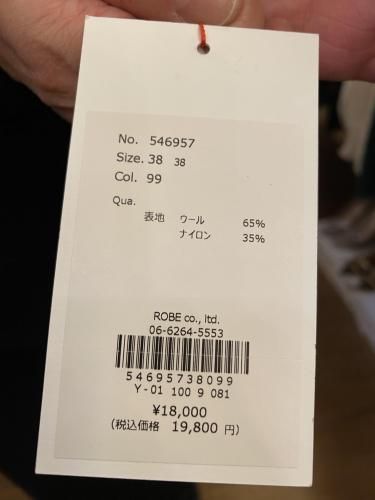 No. 546957
Size. 38 38
Col. 99
Qua.
表地 ウール 65%
ナイロン 35%
ROBE co., ltd.
06-6264-5553
54695738099
Y-01 100 9 081
¥18,000
(税込価格 19,800 円)